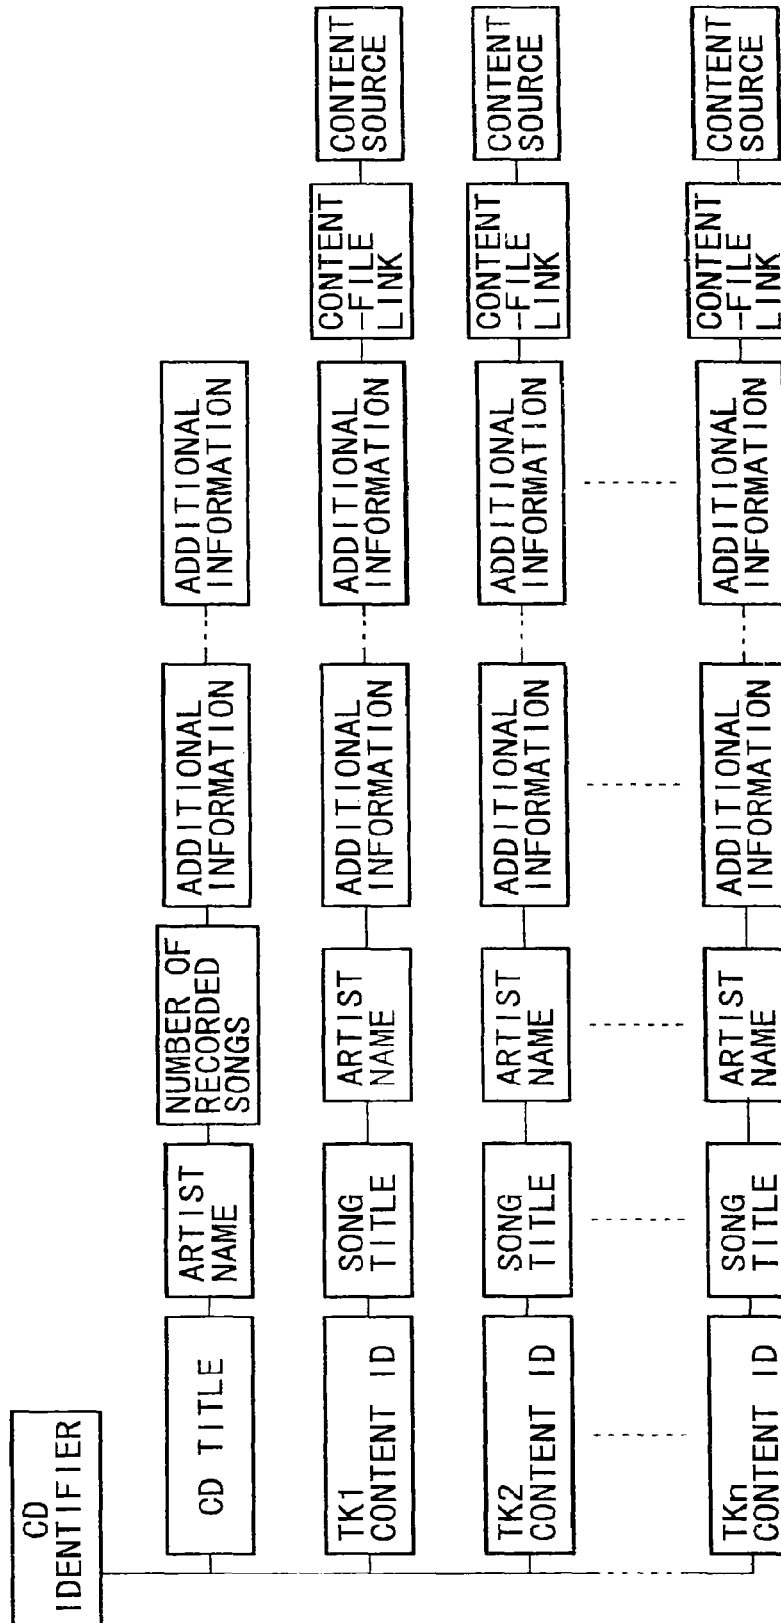 CD
IDENTIFIER
CD TITLE
ARTIST
NAME
NUMBER OF
RECORDED
SONGS
ADDITIONAL
INFORMATION
ADDITIONAL
INFORMATION
TK1
CONTENT ID
SONG
TITLE
ARTIST
NAME
ADDITIONAL
INFORMATION
ADDITIONAL
INFORMATION
CONTENT
-FILE
LINK
CONTENT
SOURCE
TK2
CONTENT ID
SONG
TITLE
ARTIST
NAME
ADDITIONAL
INFORMATION
ADDITIONAL
INFORMATION
CONTENT
-FILE
LINK
CONTENT
SOURCE
TKn
CONTENT ID
SONG
TITLE
ARTIST
NAME
ADDITIONAL
INFORMATION
ADDITIONAL
INFORMATION
CONTENT
-FILE
LINK
CONTENT
SOURCE